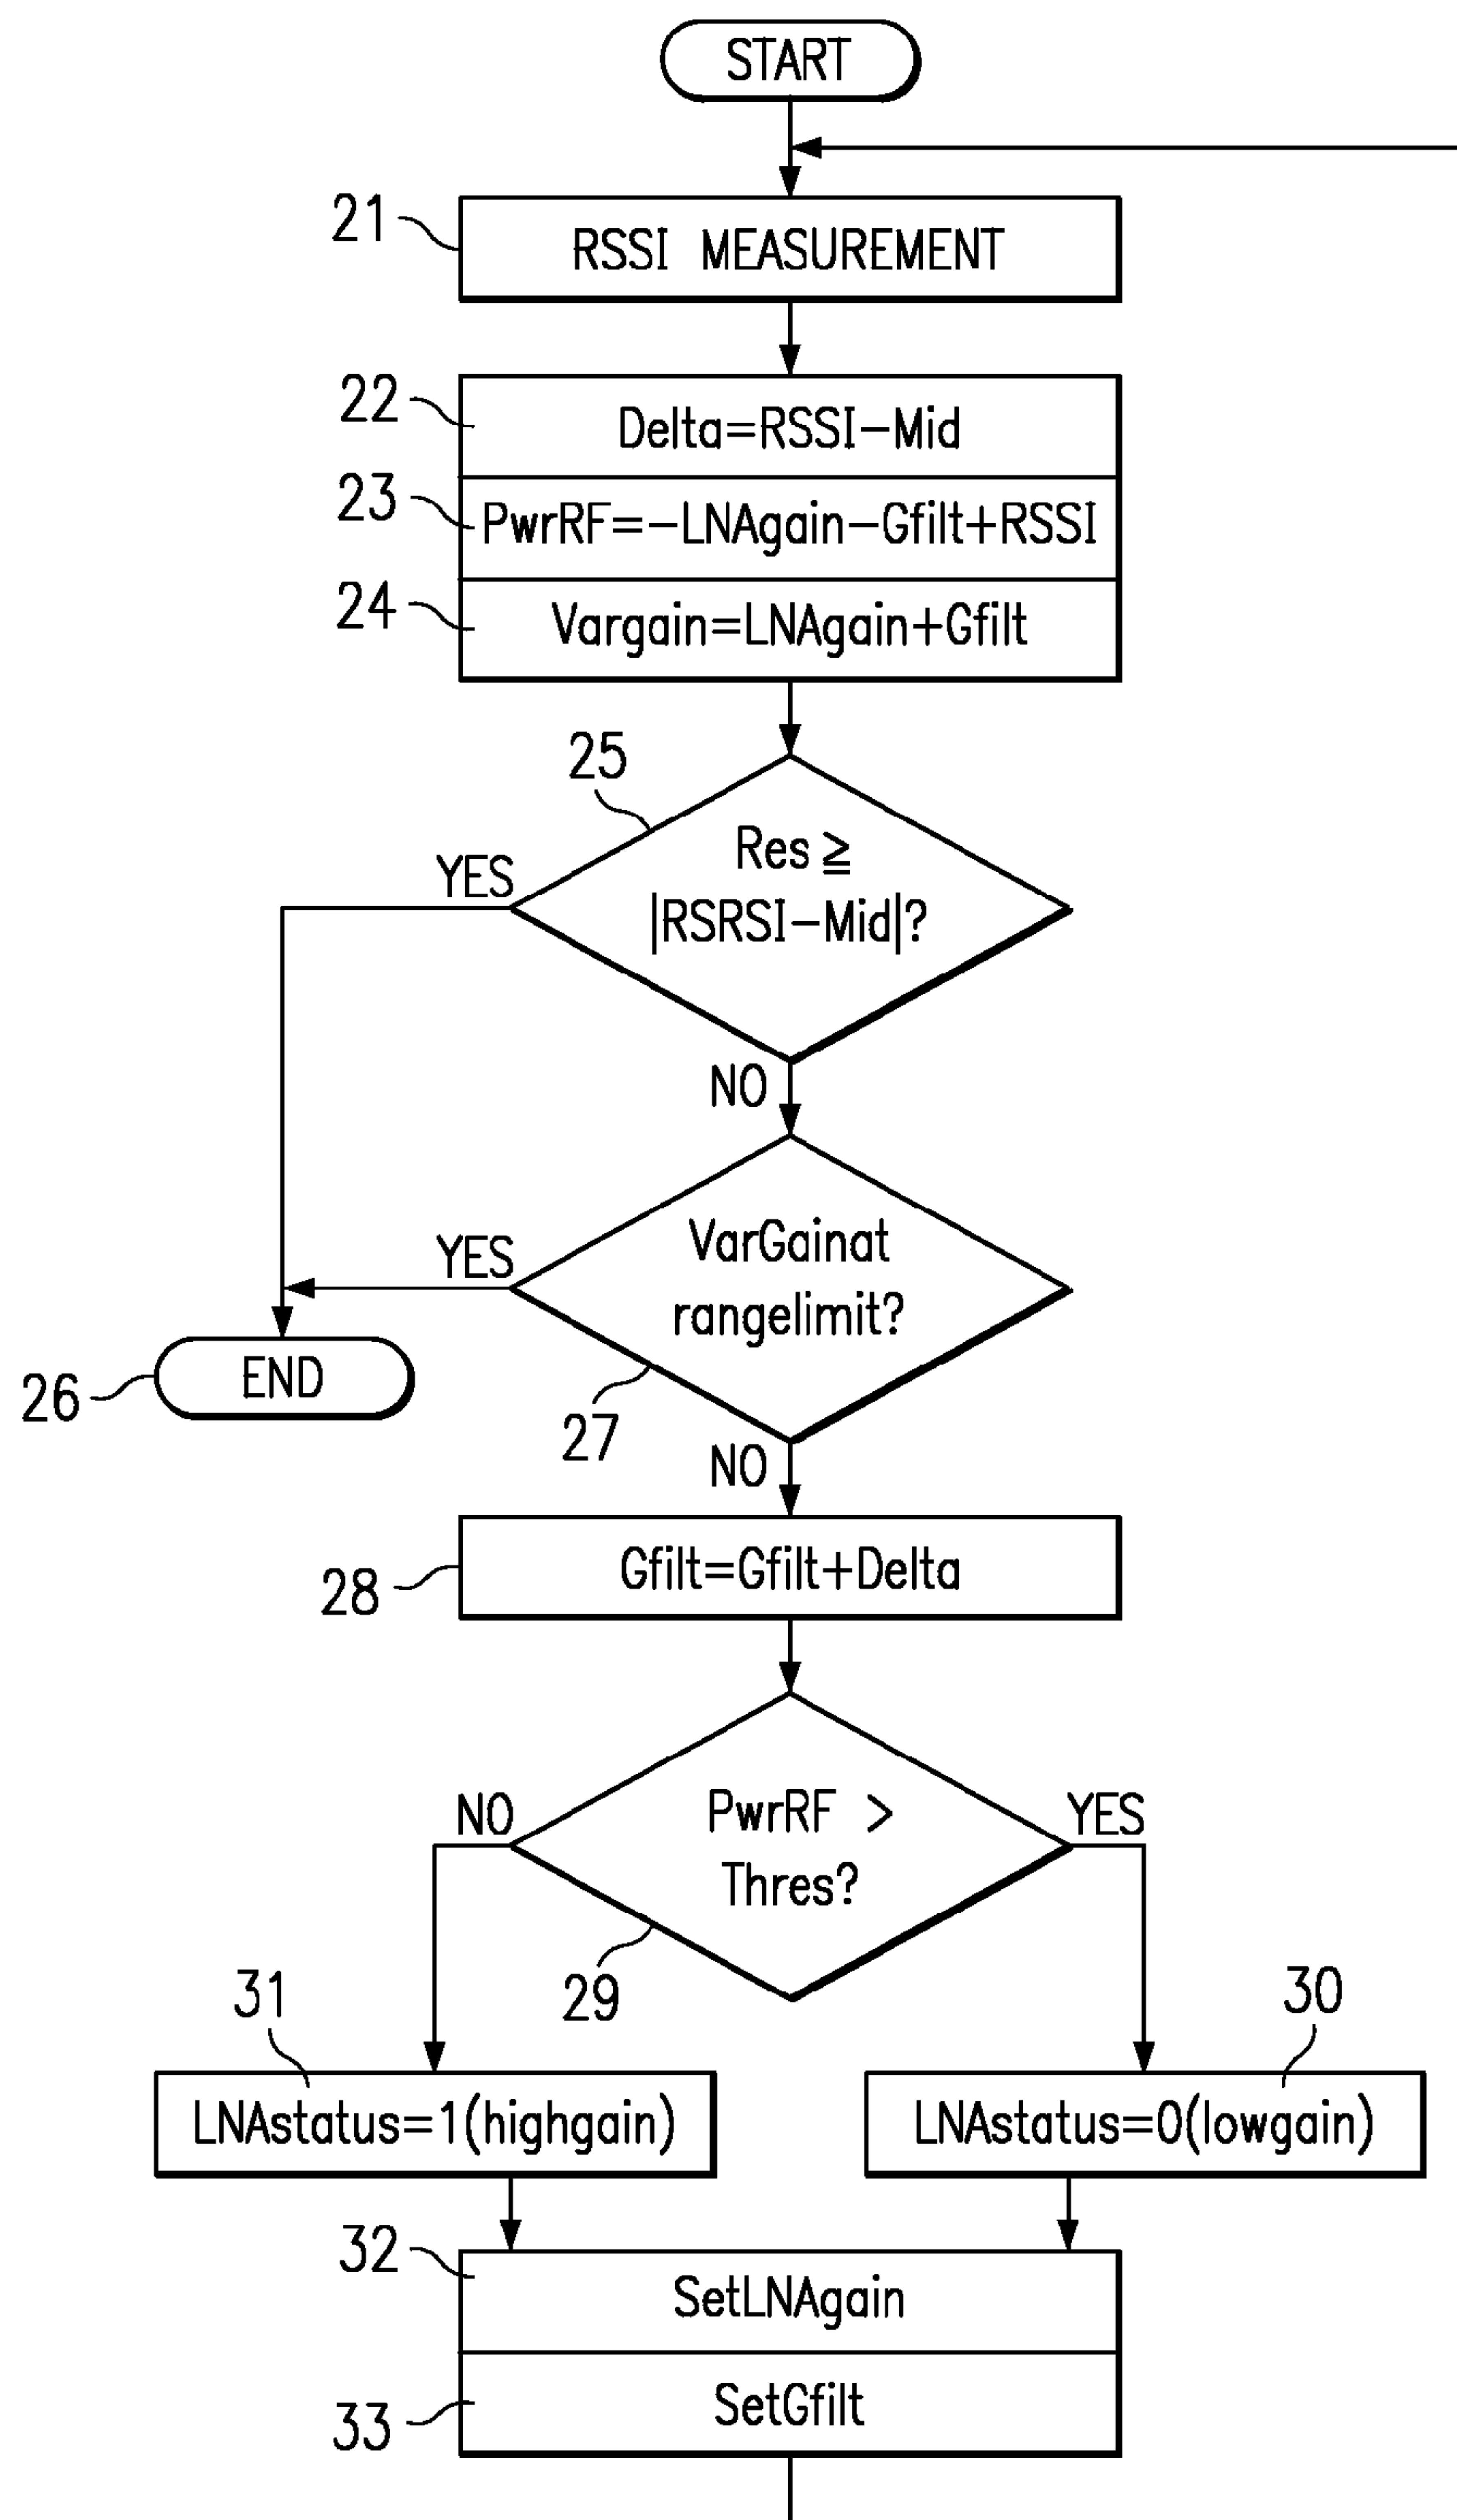 START
21
RSSI MEASUREMENT
22
Delta=RSSI-Mid
23
PwrRF=-LNAgain-Gfilt+RSSI
24
Vargain=LNAgain+Gfilt
25
Res≧
|RSRSI-Mid|?
YES
NO
VarGainat
rangelimit?
YES
END
26
27
NO
Gfilt=Gfilt+Delta
28
PwrRF >
Thres?
NO
YES
29
31
30
LNAstatus=1(highgain)
LNAstatus=0(lowgain)
32
SetLNAgain
SetGfilt
33